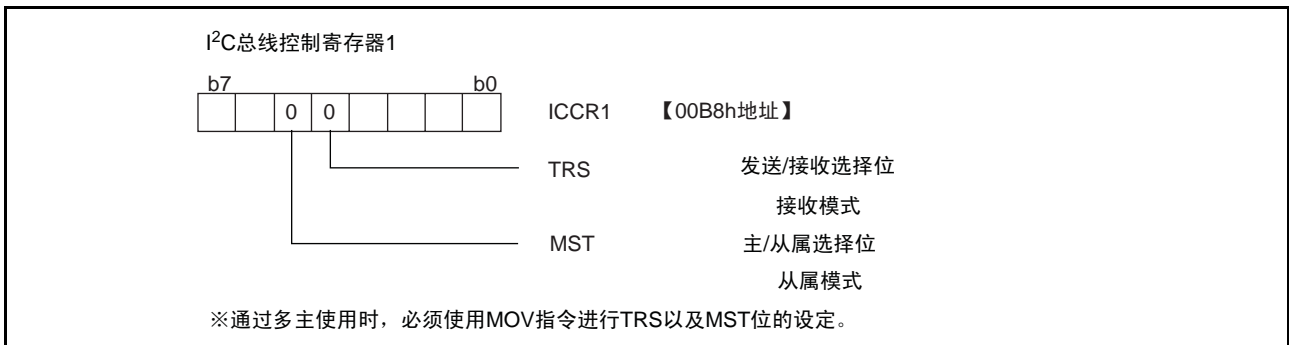 I²C总线控制寄存器1
b7 b0
0 0 ICCR1 【00B8h地址】
TRS 发送/接收选择位
接收模式
MST 主/从属选择位
从属模式
※通过多主使用时，必须使用MOV指令进行TRS以及MST位的设定。